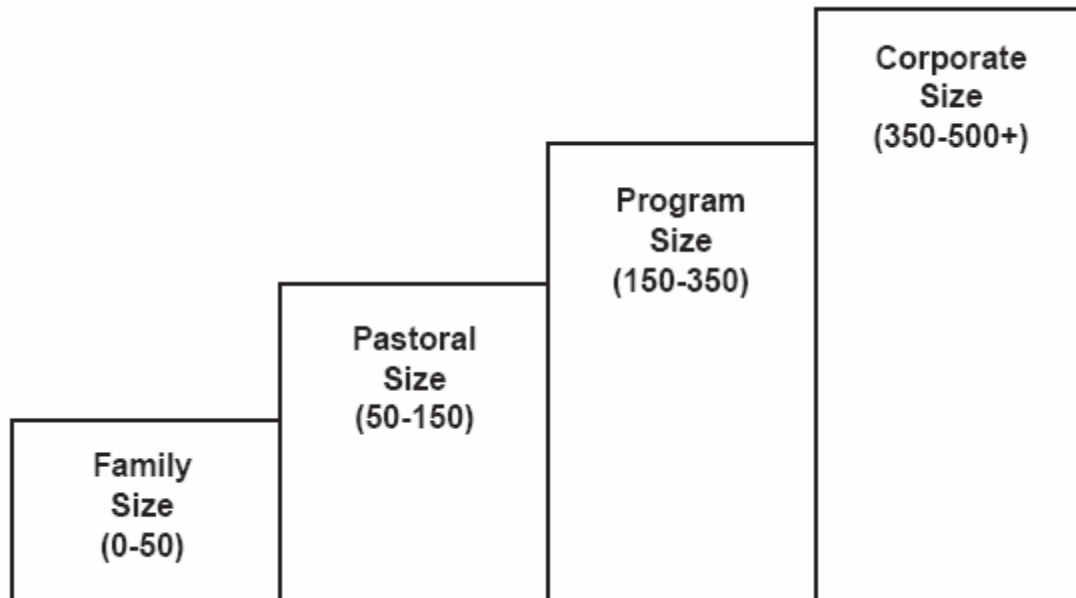 Family
Size
(0-50)
Pastoral
Size
(50-150)
Program
Size
(150-350)
Corporate
Size
(350-500+)